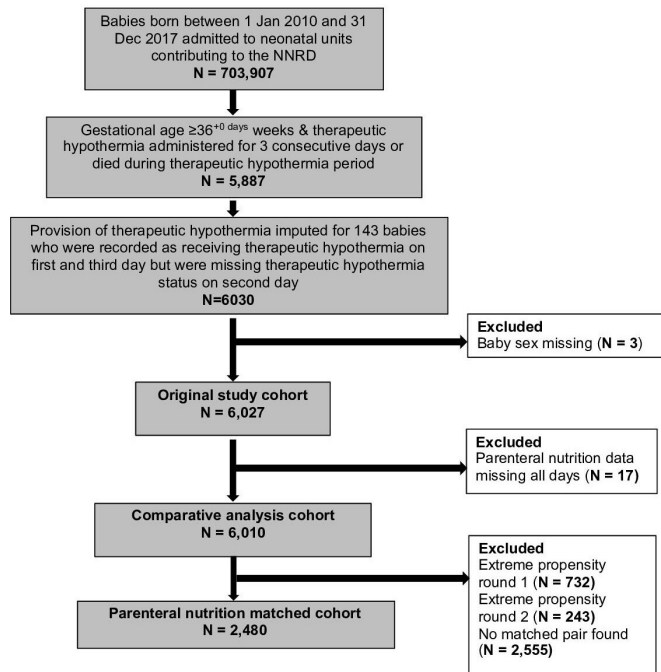 Babies born between 1 Jan 2010 and 31
Dec 2017 admitted to neonatal units
contributing to the NNRD
N = 703,907
Gestational age ≥36+0 days weeks & therapeutic
hypothermia administered for 3 consecutive days or
died during therapeutic hypothermia period
N = 5,887
Provision of therapeutic hypothermia imputed for 143 babies
who were recorded as receiving therapeutic hypothermia on
first and third day but were missing therapeutic hypothermia
status on second day
N=6030
Excluded
Baby sex missing (N = 3)
Original study cohort
N = 6,027
Excluded
Parenteral nutrition data
missing all days (N = 17)
Comparative analysis cohort
N = 6,010
Excluded
Extreme propensity
round 1 (N = 732)
Extreme propensity
round 2 (N = 243)
No matched pair found
(N = 2,555)
Parenteral nutrition matched cohort
N = 2,480